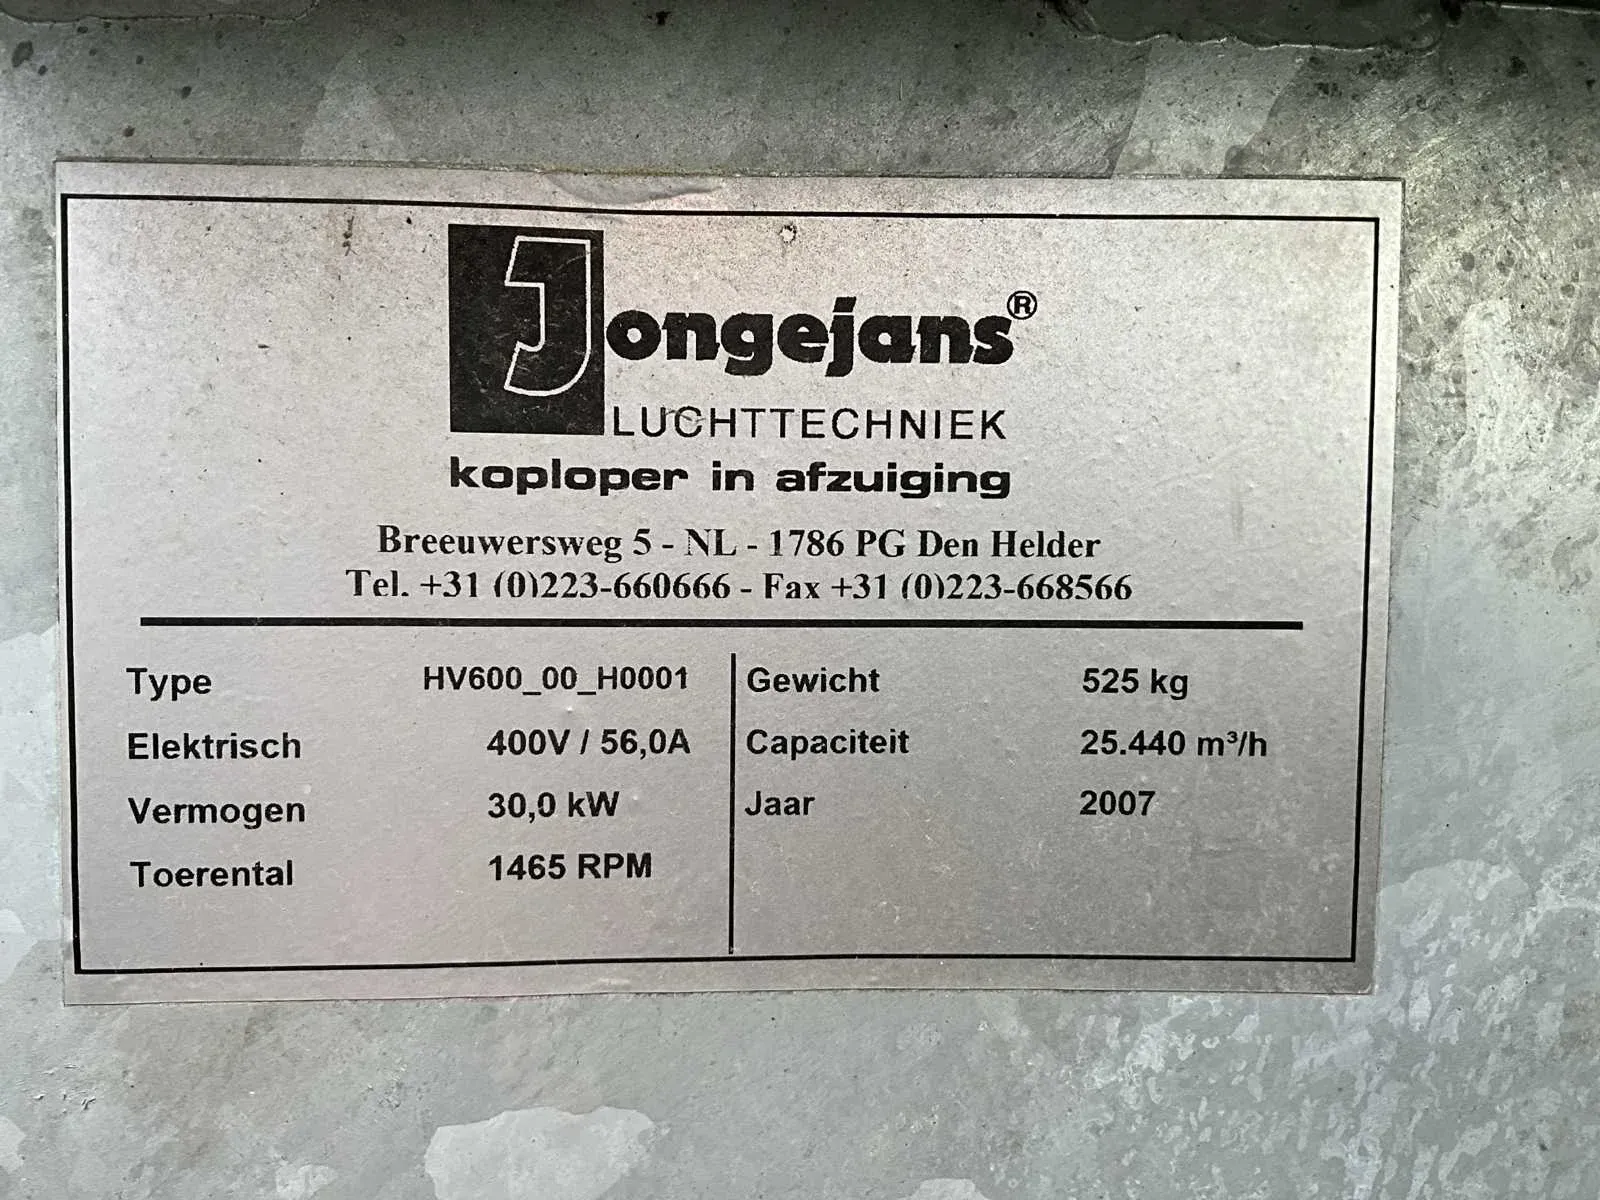 Jongejans®
LUCHTTECHNIEK
koploper in afzuiging
Breeuwersweg 5 - NL - 1786 PG Den Helder
Tel. +31 (0)223-660666 - Fax +31 (0)223-668566
Type HV600_00_H0001
Elektrisch 400V / 56,0A
Vermogen 30,0 kW
Toerental 1465 RPM
Gewicht 525 kg
Capaciteit 25.440 m³/h
Jaar 2007